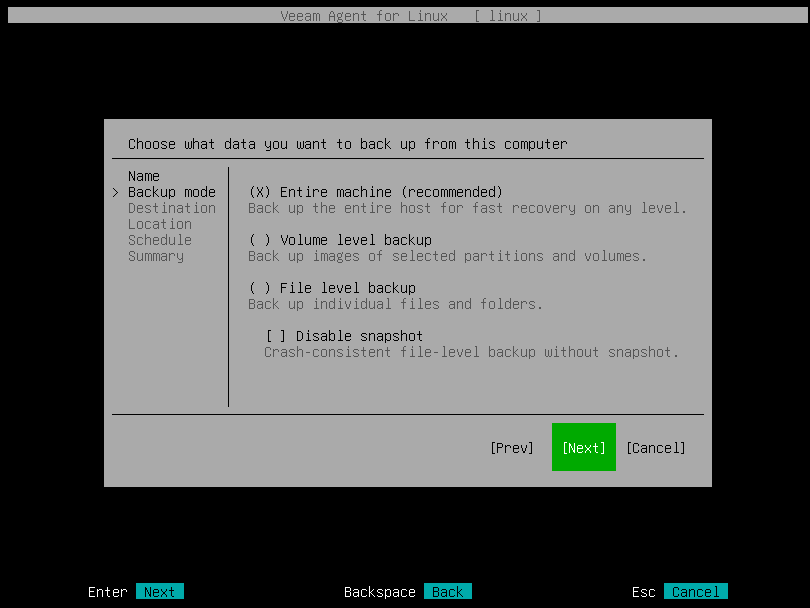 Veeam Agent for Linux [ linux ]
Choose what data you want to back up from this computer
Name
> Backup mode
Destination
Location
Schedule
Summary
(X) Entire machine (recommended)
Back up the entire host for fast recovery on any level.
( ) Volume level backup
Back up images of selected partitions and volumes.
( ) File level backup
Back up individual files and folders.
[ ] Disable snapshot
Crash-consistent file-level backup without snapshot.
[Prev] [Next] [Cancel]
Enter Next Backspace Back Esc Cancel